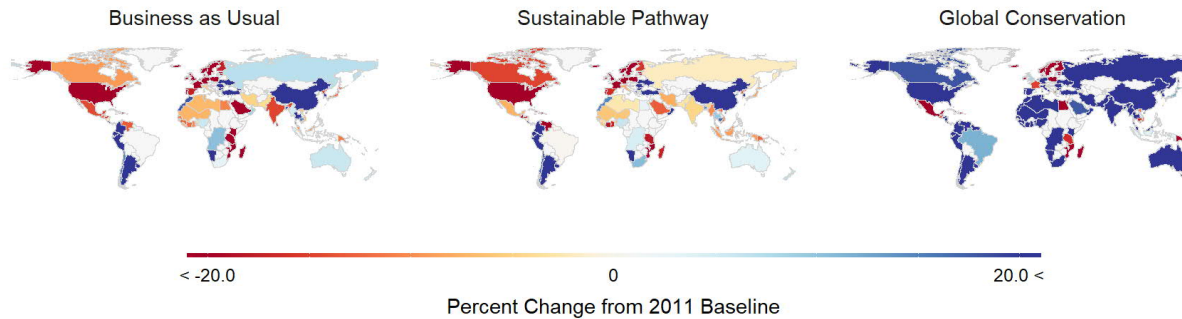 Business as Usual
Sustainable Pathway
Global Conservation
< -20.0
0
20.0 <
Percent Change from 2011 Baseline